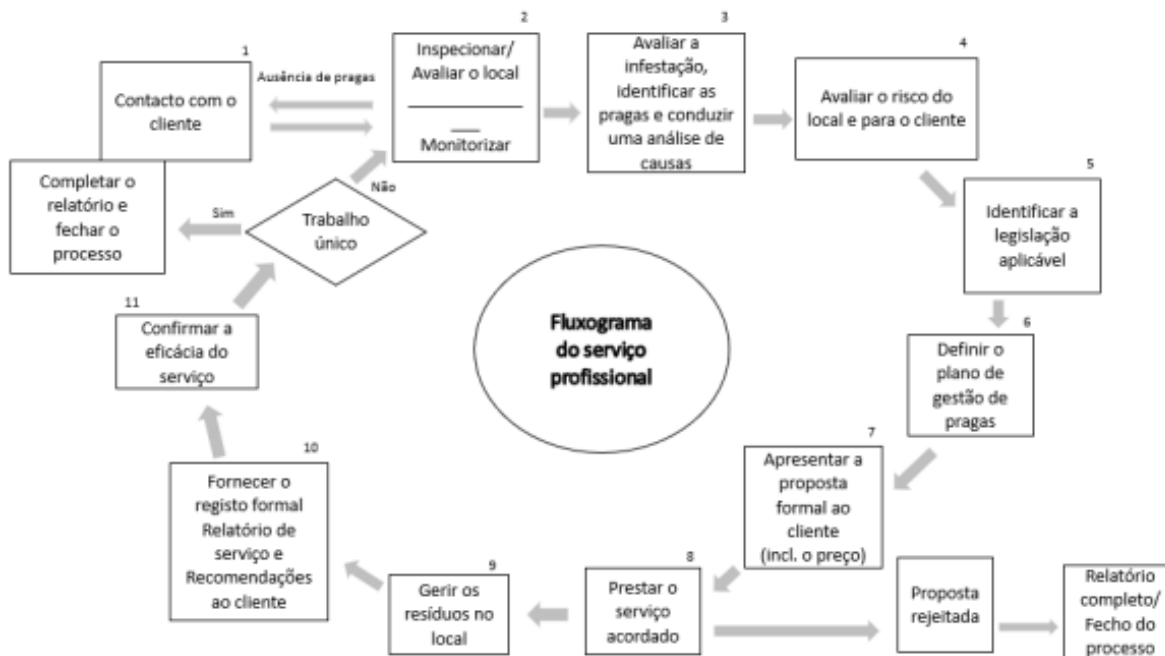 1
Contacto com o
cliente
Ausência de pragas
2
Inspecionar/
Avaliar o local
Monitorizar
3
Avaliar a
infestação,
identificar as
pragas e conduzir
uma análise de
causas
4
Avaliar o risco do
local e para o cliente
5
Identificar a
legislação
aplicável
6
Definir o
plano de
gestão de
pragas
7
Apresentar a
proposta
formal ao
cliente
(incl. o preço)
8
Prestar o
serviço
acordado
Proposta
rejeitada
Relatório
completo/
Fecho do
processo
9
Gerir os
resíduos no
local
10
Fornecer o
registo formal
Relatório de
serviço e
Recomendações
ao cliente
11
Confirmar a
eficácia do
serviço
Trabalho
único
Não
Sim
Completar o
relatório e
fechar o
processo
Fluxograma
do serviço
profissional